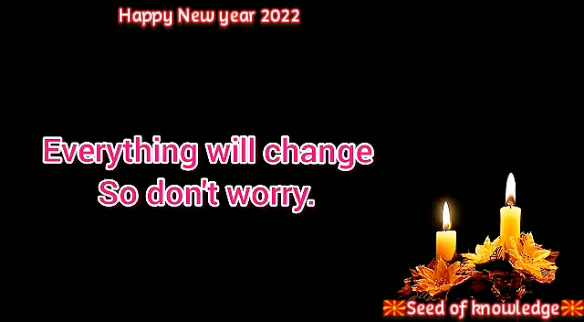 Happy New year 2022
Everything will change
So don't worry.
Seed of knowledge